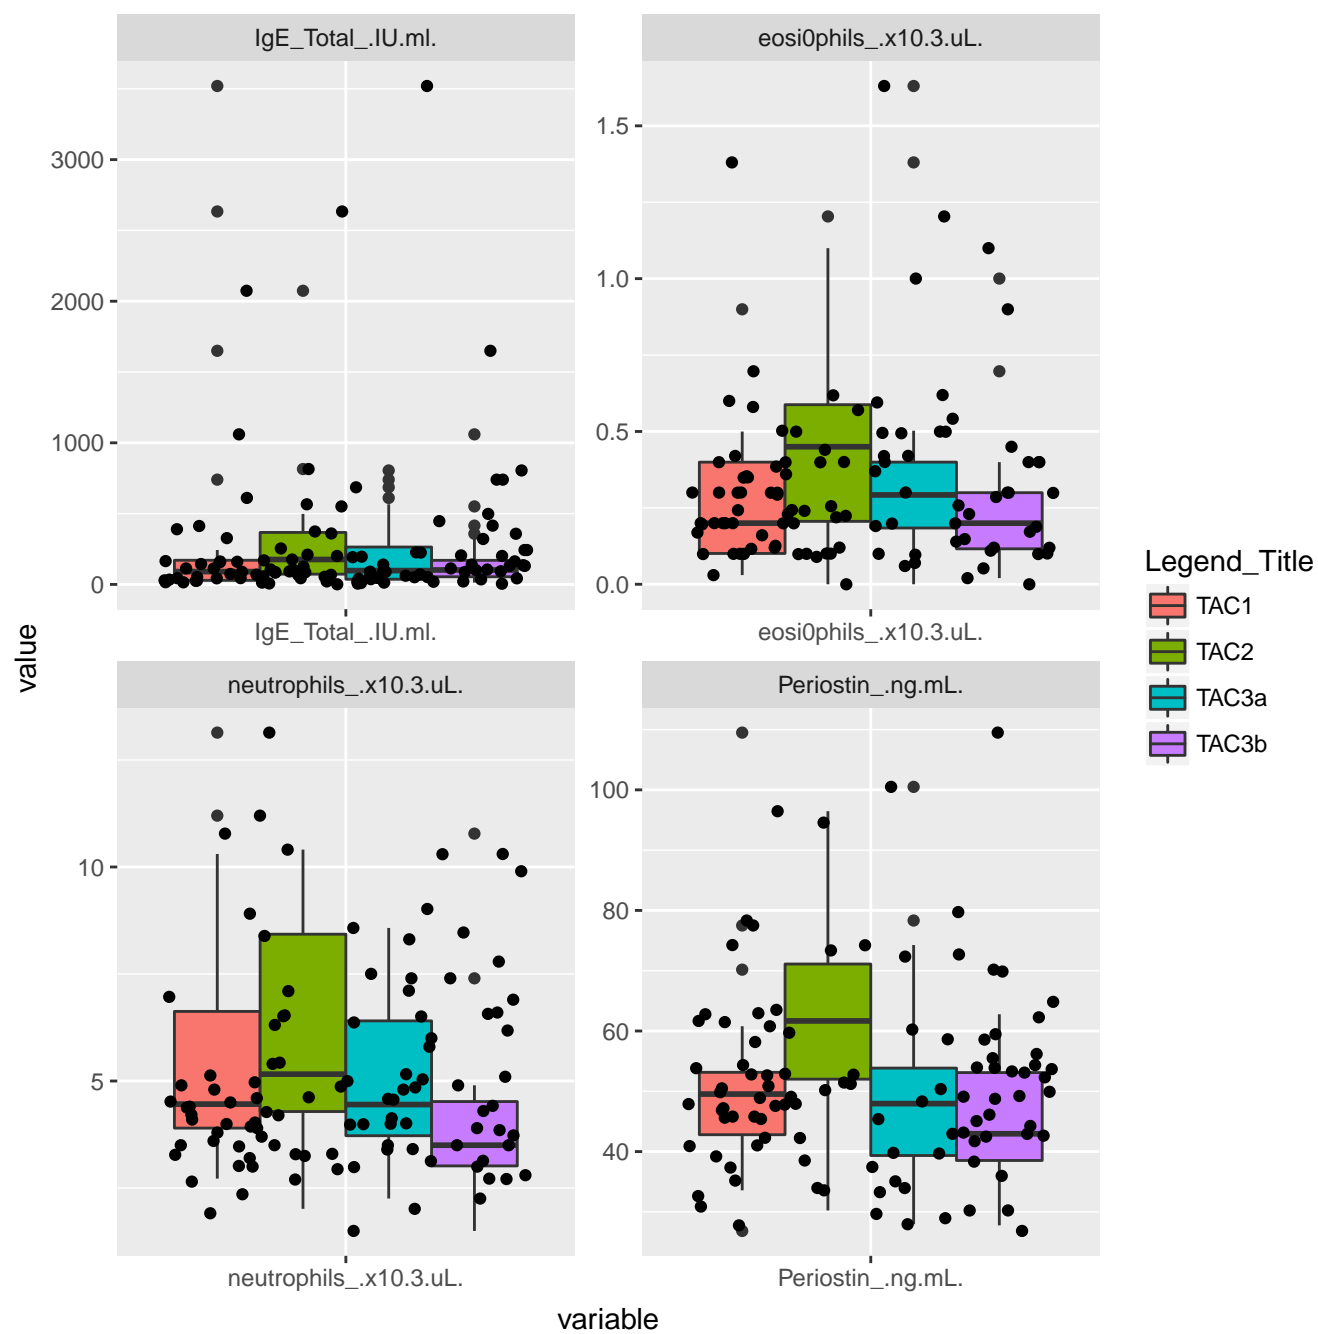 IgE_Total_.IU.ml.
eosi0phils_.x10.3.uL.
3000
2000
1000
0
1.5
1.0
0.5
0.0
IgE_Total_.IU.ml.
eosi0phils_.x10.3.uL.
value
neutrophils_.x10.3.uL.
Periostin_.ng.mL.
10
5
100
80
60
40
neutrophils_.x10.3.uL.
Periostin_.ng.mL.
variable
Legend_Title
TAC1
TAC2
TAC3a
TAC3b